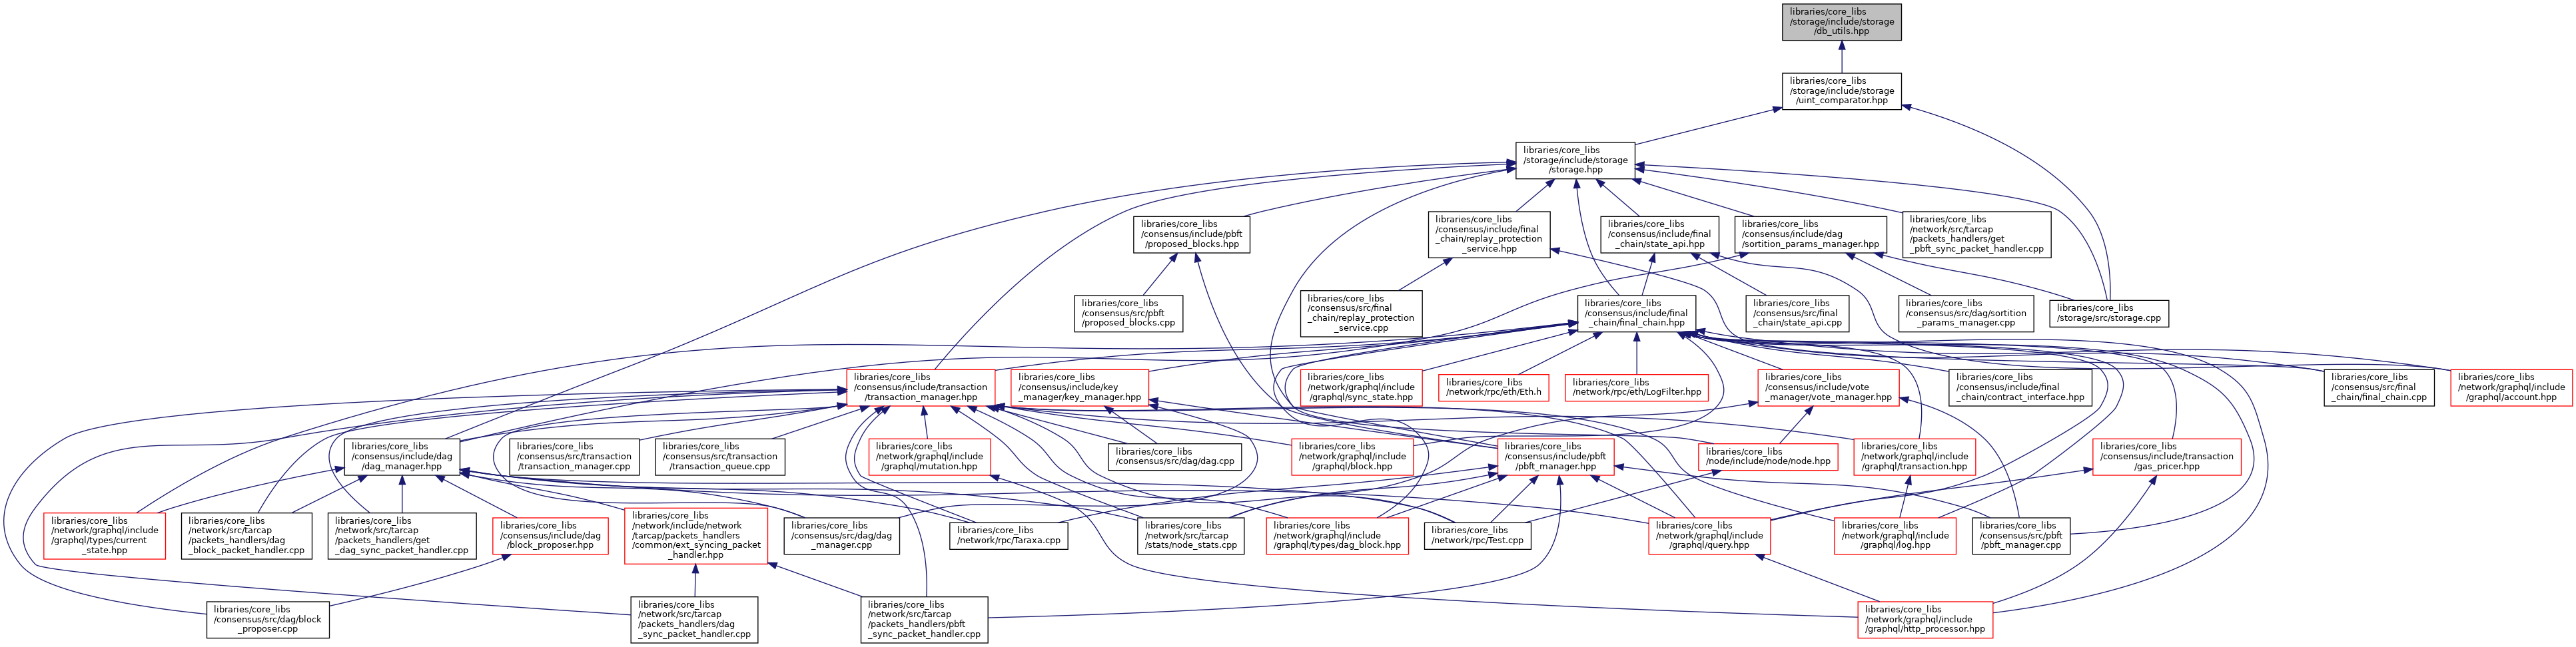 libraries/core_libs
/storage/include/storage
/db_utils.hpp
libraries/core_libs
/storage/include/storage
/uint_comparator.hpp
libraries/core_libs
/storage/include/storage
/storage.hpp
libraries/core_libs
/consensus/include/pbft
/proposed_blocks.hpp
libraries/core_libs
/consensus/include/final
_chain/replay_protection
_service.hpp
libraries/core_libs
/consensus/include/final
_chain/state_api.hpp
libraries/core_libs
/consensus/include/dag
/sortition_params_manager.hpp
libraries/core_libs
/network/src/tarcap
/packets_handlers/get
_pbft_sync_packet_handler.cpp
libraries/core_libs
/consensus/src/pbft
/proposed_blocks.cpp
libraries/core_libs
/consensus/src/final
_chain/replay_protection
_service.cpp
libraries/core_libs
/consensus/include/final
_chain/final_chain.hpp
libraries/core_libs
/consensus/src/final
_chain/state_api.cpp
libraries/core_libs
/consensus/src/dag/sortition
_params_manager.cpp
libraries/core_libs
/storage/src/storage.cpp
libraries/core_libs
/consensus/include/transaction
/transaction_manager.hpp
libraries/core_libs
/consensus/include/key
_manager/key_manager.hpp
libraries/core_libs
/network/graphql/include
/graphql/sync_state.hpp
libraries/core_libs
/network/rpc/eth/Eth.h
libraries/core_libs
/network/rpc/eth/LogFilter.hpp
libraries/core_libs
/consensus/include/vote
_manager/vote_manager.hpp
libraries/core_libs
/consensus/include/final
_chain/contract_interface.hpp
libraries/core_libs
/consensus/src/final
_chain/final_chain.cpp
libraries/core_libs
/network/graphql/include
/graphql/account.hpp
libraries/core_libs
/consensus/include/dag
/dag_manager.hpp
libraries/core_libs
/consensus/src/transaction
/transaction_manager.cpp
libraries/core_libs
/consensus/src/transaction
/transaction_queue.cpp
libraries/core_libs
/network/graphql/include
/graphql/mutation.hpp
libraries/core_libs
/consensus/src/dag/dag.cpp
libraries/core_libs
/network/graphql/include
/graphql/block.hpp
libraries/core_libs
/consensus/include/pbft
/pbft_manager.hpp
libraries/core_libs
/node/include/node/node.hpp
libraries/core_libs
/network/graphql/include
/graphql/transaction.hpp
libraries/core_libs
/consensus/include/transaction
/gas_pricer.hpp
libraries/core_libs
/network/graphql/include
/graphql/types/current
_state.hpp
libraries/core_libs
/network/src/tarcap
/packets_handlers/dag
_block_packet_handler.cpp
libraries/core_libs
/network/src/tarcap
/packets_handlers/get
_dag_sync_packet_handler.cpp
libraries/core_libs
/consensus/include/dag
/block_proposer.hpp
libraries/core_libs
/network/include/network
/tarcap/packets_handlers
/common/ext_syncing_packet
_handler.hpp
libraries/core_libs
/consensus/src/dag/dag
_manager.cpp
libraries/core_libs
/network/rpc/Taraxa.cpp
libraries/core_libs
/network/src/tarcap
/stats/node_stats.cpp
libraries/core_libs
/network/graphql/include
/graphql/types/dag_block.hpp
libraries/core_libs
/network/rpc/Test.cpp
libraries/core_libs
/network/graphql/include
/graphql/query.hpp
libraries/core_libs
/network/graphql/include
/graphql/log.hpp
libraries/core_libs
/consensus/src/pbft
/pbft_manager.cpp
libraries/core_libs
/consensus/src/dag/block
_proposer.cpp
libraries/core_libs
/network/src/tarcap
/packets_handlers/dag
_sync_packet_handler.cpp
libraries/core_libs
/network/src/tarcap
/packets_handlers/pbft
_sync_packet_handler.cpp
libraries/core_libs
/network/graphql/include
/graphql/http_processor.hpp